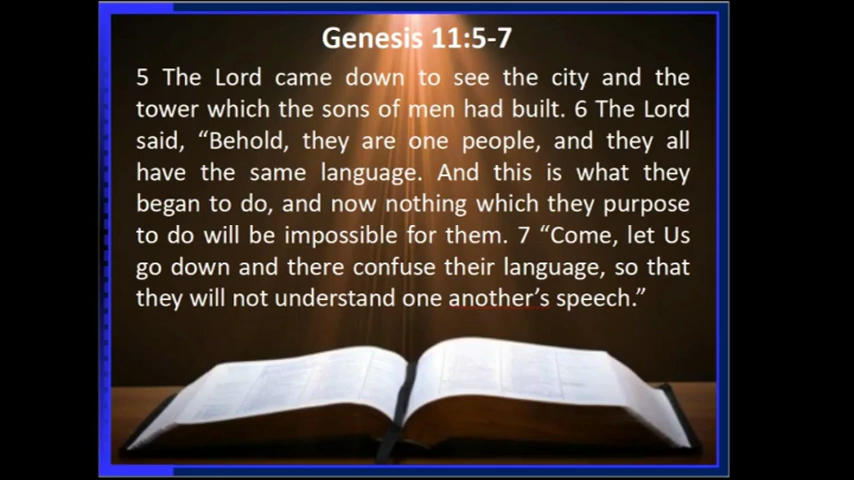 Genesis 11:5-7
5 The Lord came down to see the city and the
tower which the sons of men had built. 6 The Lord
said, “Behold, they are one people, and they all
have the same language. And this is what they
began to do, and now nothing which they purpose
to do will be impossible for them. 7 “Come, let Us
go down and there confuse their language, so that
they will not understand one another’s speech.”